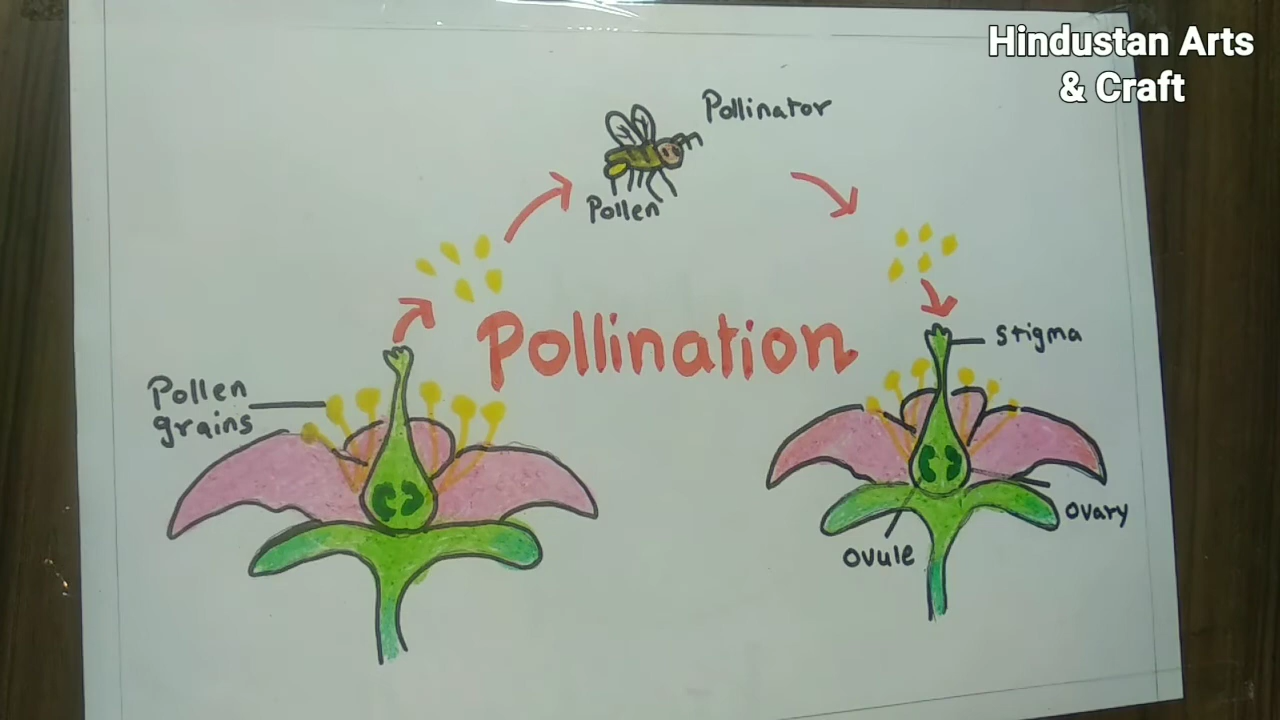 Hindustan Arts
& Craft
Pollinator
Pollen
Pollination
Stigma
Pollen
grains
Ovary
Ovule